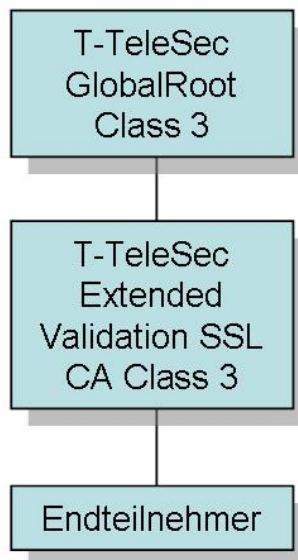 T-TeleSec
GlobalRoot
Class 3
T-TeleSec
Extended
Validation SSL
CA Class 3
Endteilnehmer